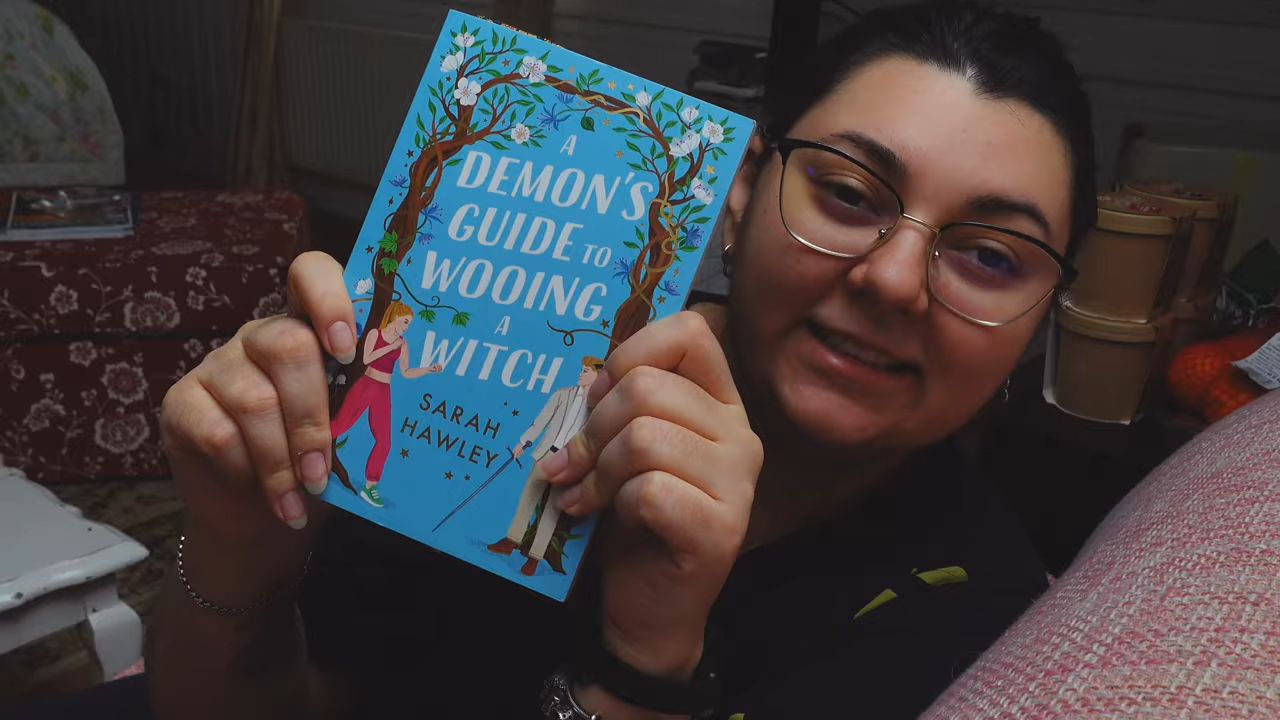 A
DEMON'S
GUIDE TO
WOOING
A
WITCH
SARAH
HAWLEY